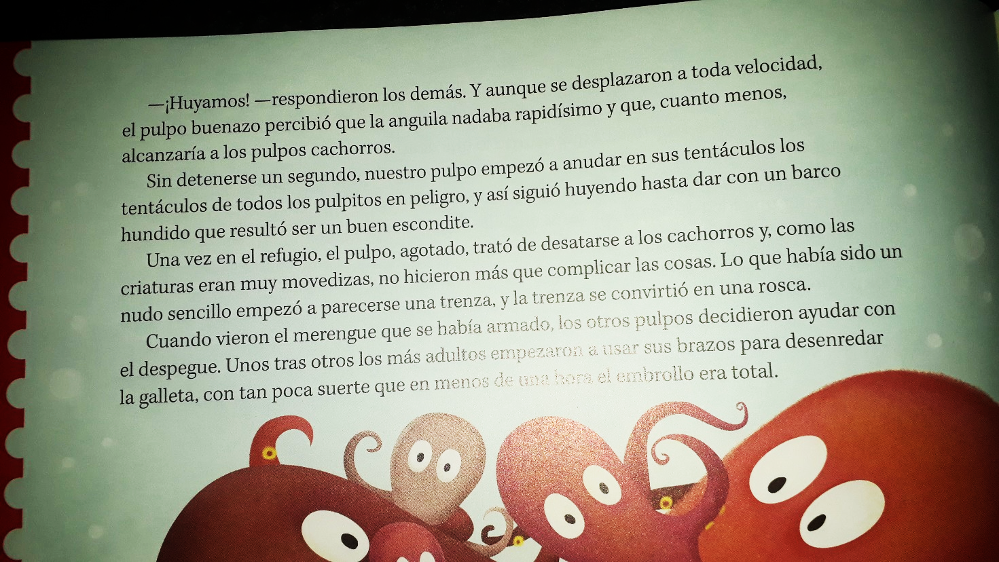 —¡Huyamos! —respondieron los demás. Y aunque se desplazaron a toda velocidad,
el pulpo buenazo percibió que la anguila nadaba rapidísimo y que, cuanto menos,
alcanzaría a los pulpos cachorros.
Sin detenerse un segundo, nuestro pulpo empezó a anudar en sus tentáculos los
tentáculos de todos los pulpitos en peligro, y así siguió huyendo hasta dar con un barco
hundido que resultó ser un buen escondite.
Una vez en el refugio, el pulpo, agotado, trató de desatarse a los cachorros y, como las
criaturas eran muy movedizas, no hicieron más que complicar las cosas. Lo que había sido un
nudo sencillo empezó a parecerse una trenza, y la trenza se convirtió en una rosca.
Cuando vieron el merengue que se había armado, los otros pulpos decidieron ayudar con
el despegue. Unos tras otros los más adultos empezaron a usar sus brazos para desenredar
la galleta, con tan poca suerte que en menos de una hora el embrollo era total.